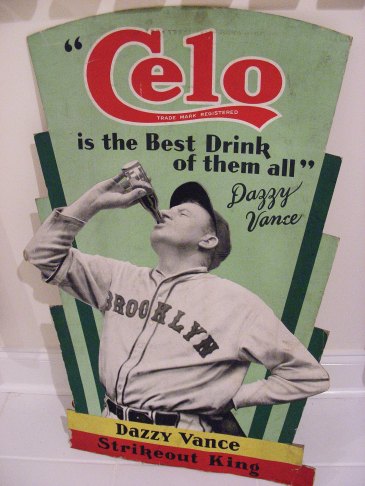 "Celo
TRADE MARK REGISTERED
is the Best Drink
of them all"
Dazzy
Vance
BROOKLYN
Dazzy Vance
Strikeout King